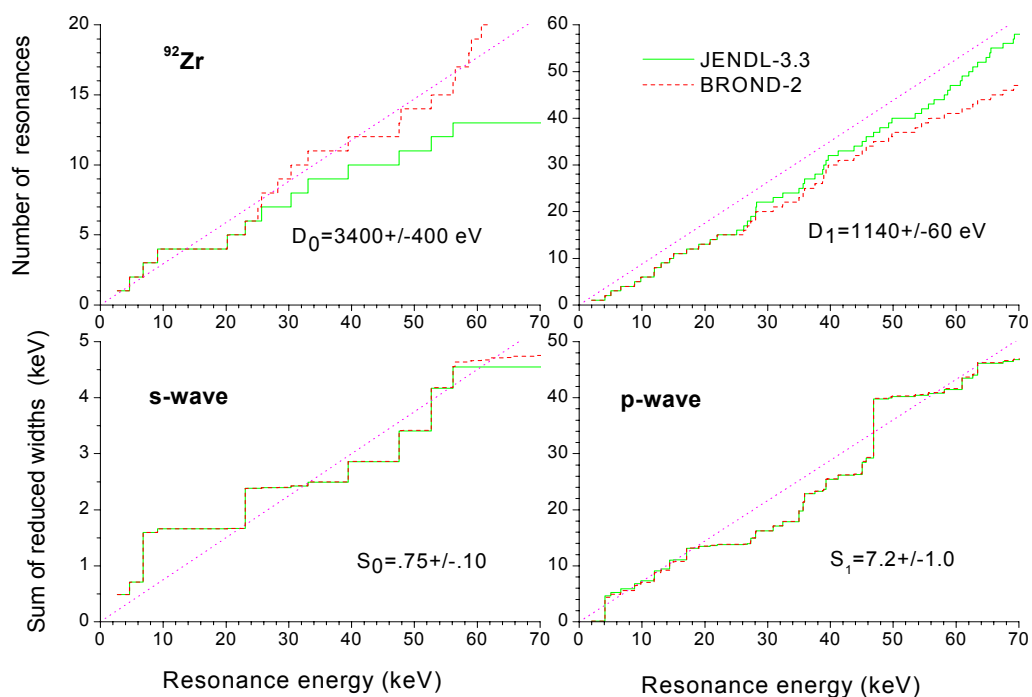 Number of resonances
20
15
10
5
0
⁹²Zr
D₀=3400+/-400 eV
0 10 20 30 40 50 60 70
60
50
40
30
20
10
0
JENDL-3.3
BROND-2
D₁=1140+/-60 eV
0 10 20 30 40 50 60 70
Sum of reduced widths (keV)
5
4
3
2
1
0
s-wave
S₀=.75+/-.10
0 10 20 30 40 50 60 70
Resonance energy (keV)
50
40
30
20
10
0
p-wave
S₁=7.2+/-1.0
0 10 20 30 40 50 60 70
Resonance energy (keV)